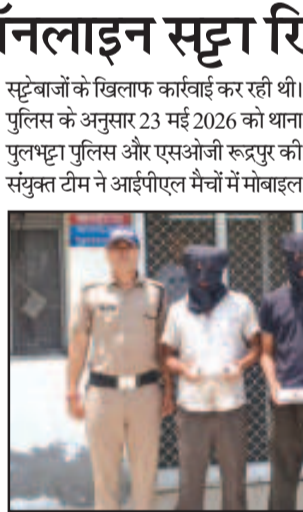 ऑनलाइन सट्टा रि
सट्टेबाजों के खिलाफ कार्रवाई कर रही थी।
पुलिस के अनुसार 23 मई 2026 को थाना
पुलभट्टा पुलिस और एसओजी रूद्रपुर की
संयुक्त टीम ने आईपीएल मैचों में मोबाइल